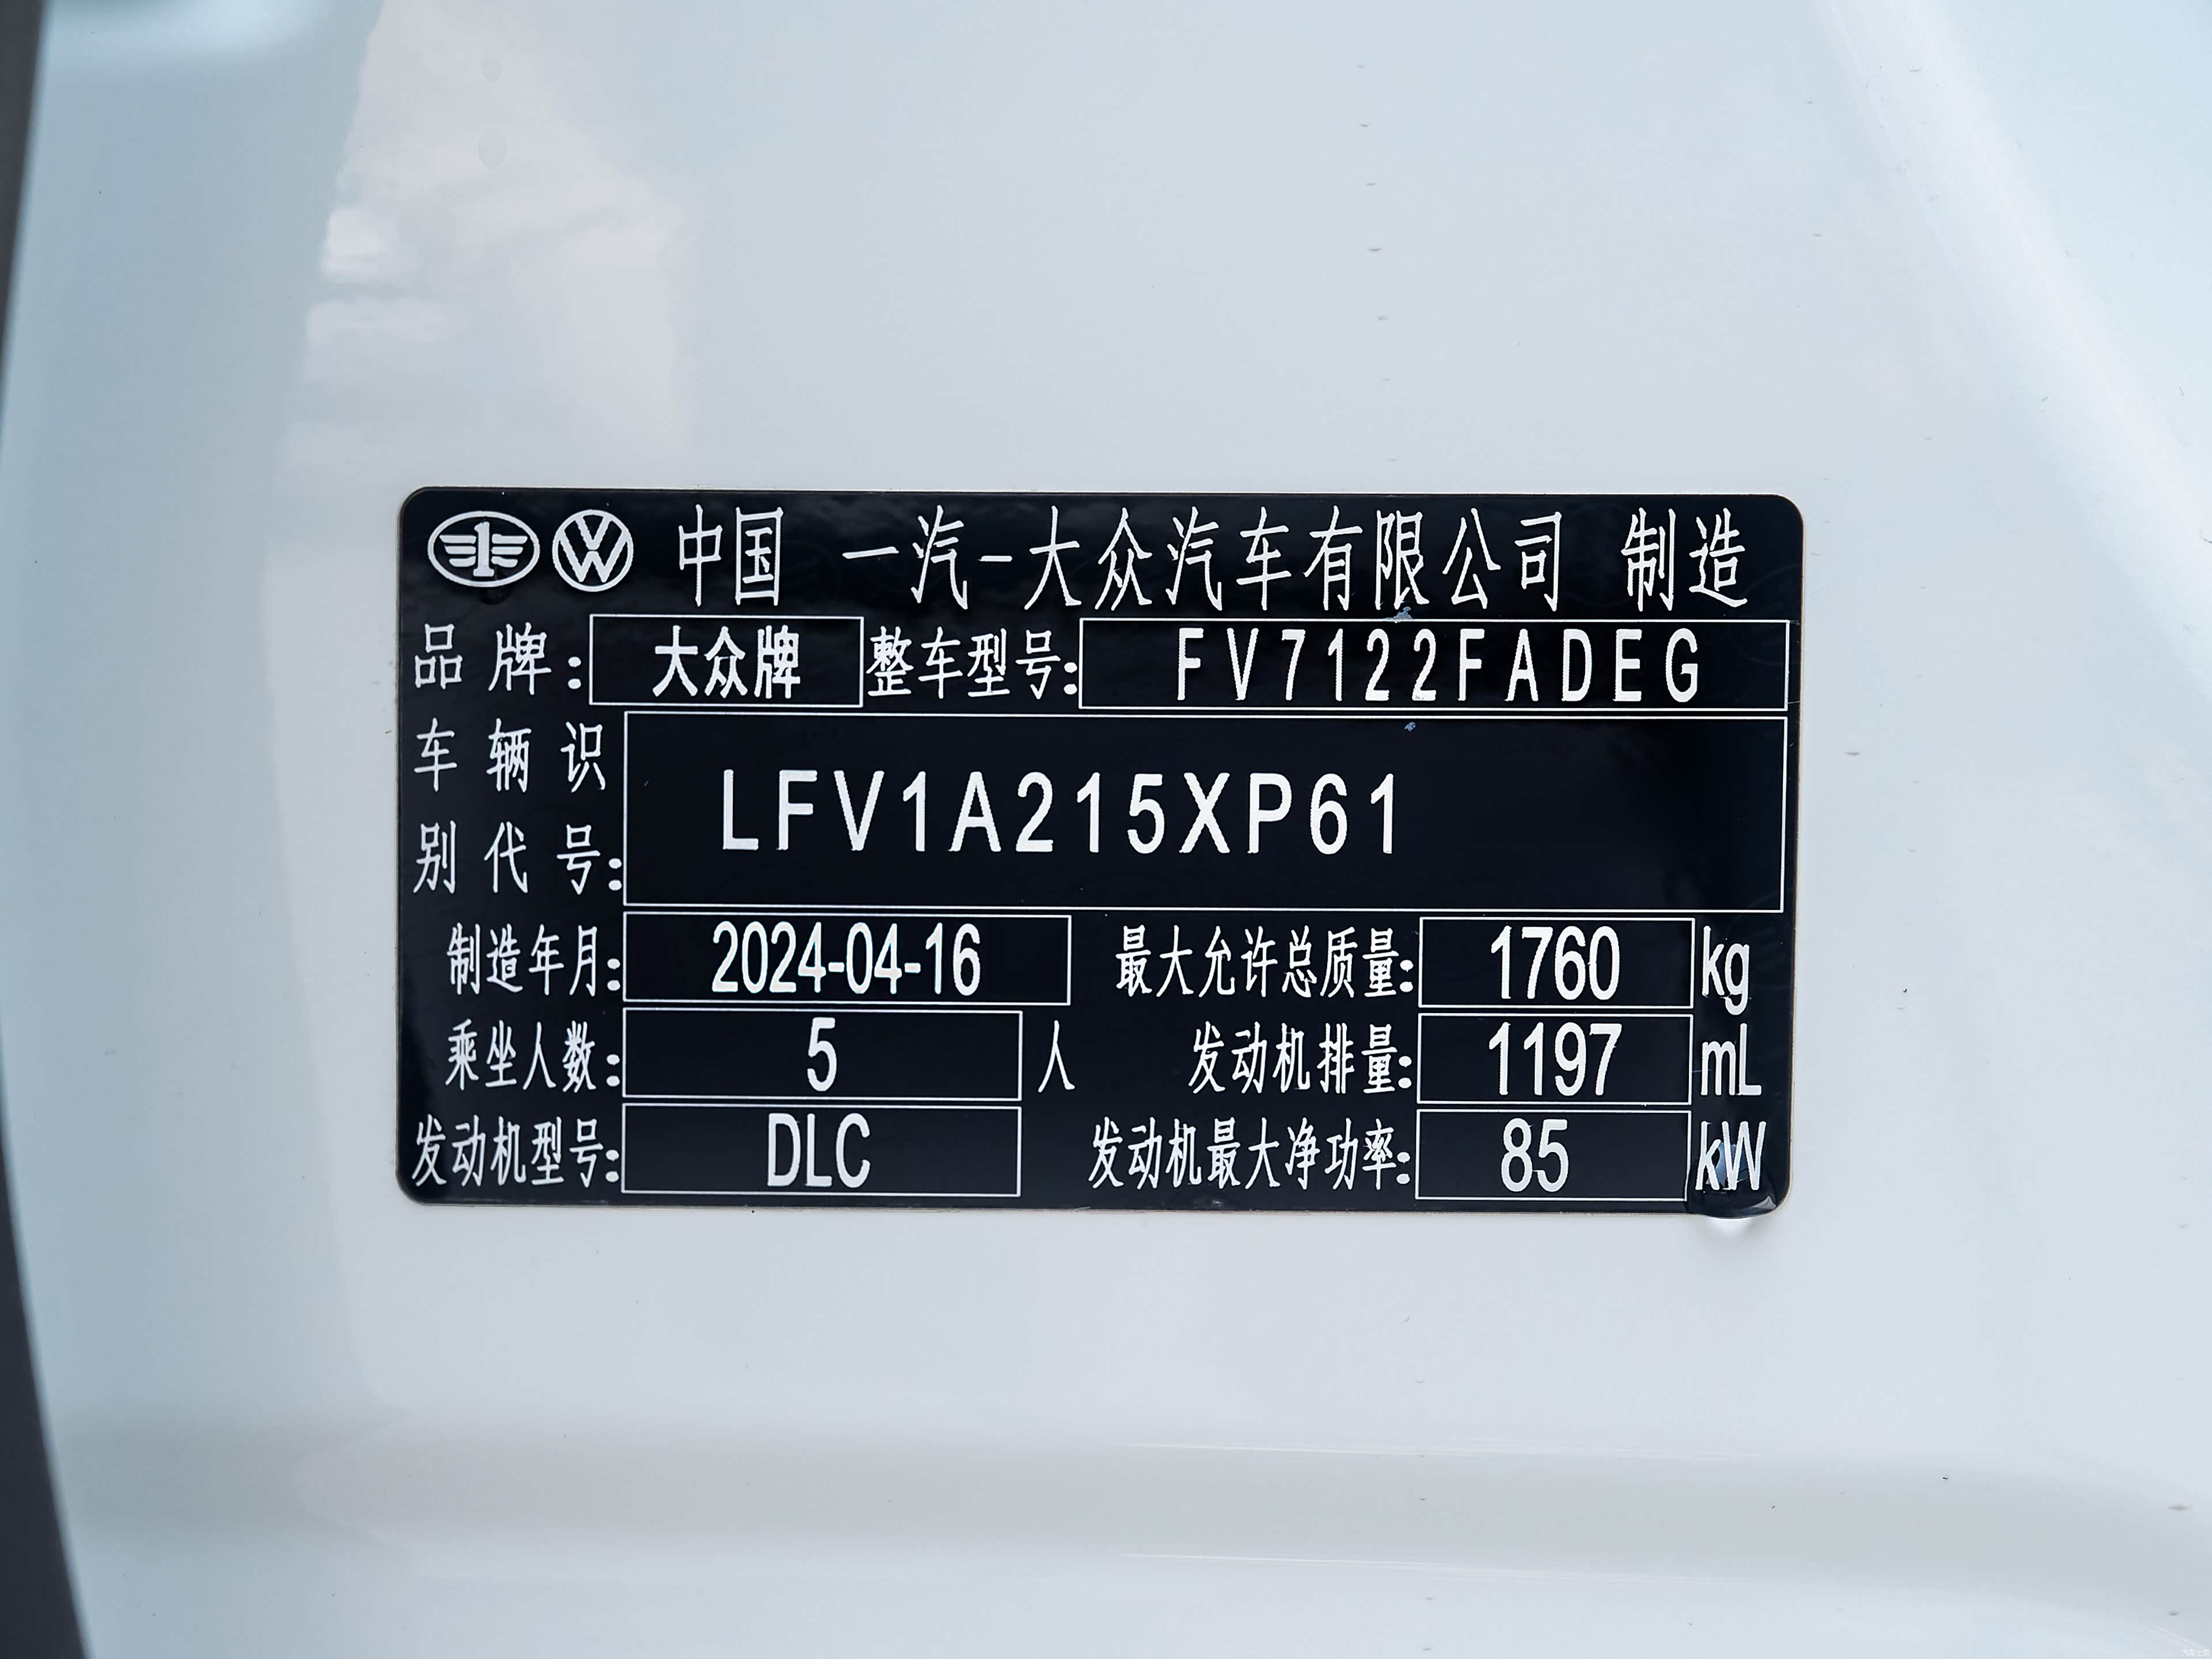 中国 一汽-大众汽车有限公司 制造
品牌: 大众牌 整车型号: FV7122FADEG
车辆识
别代号: LFV1A215XP61
制造年月: 2024-04-16 最大允许总质量: 1760 kg
乘坐人数: 5 人 发动机排量: 1197 mL
发动机型号: DLC 发动机最大净功率: 85 kW
汽车之家